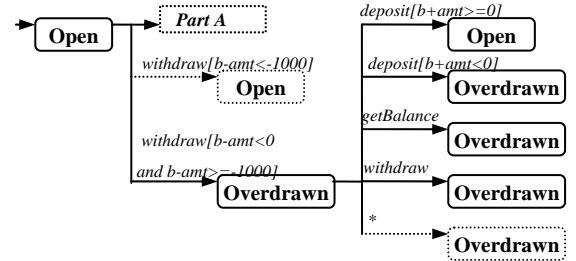 Open
Part A
withdraw[b-amt<-1000]
Open
withdraw[b-amt<0
and b-amt>=-1000]
Overdrawn
deposit[b+amt>=0]
Open
deposit[b+amt<0]
Overdrawn
getBalance
Overdrawn
withdraw
Overdrawn
*
Overdrawn